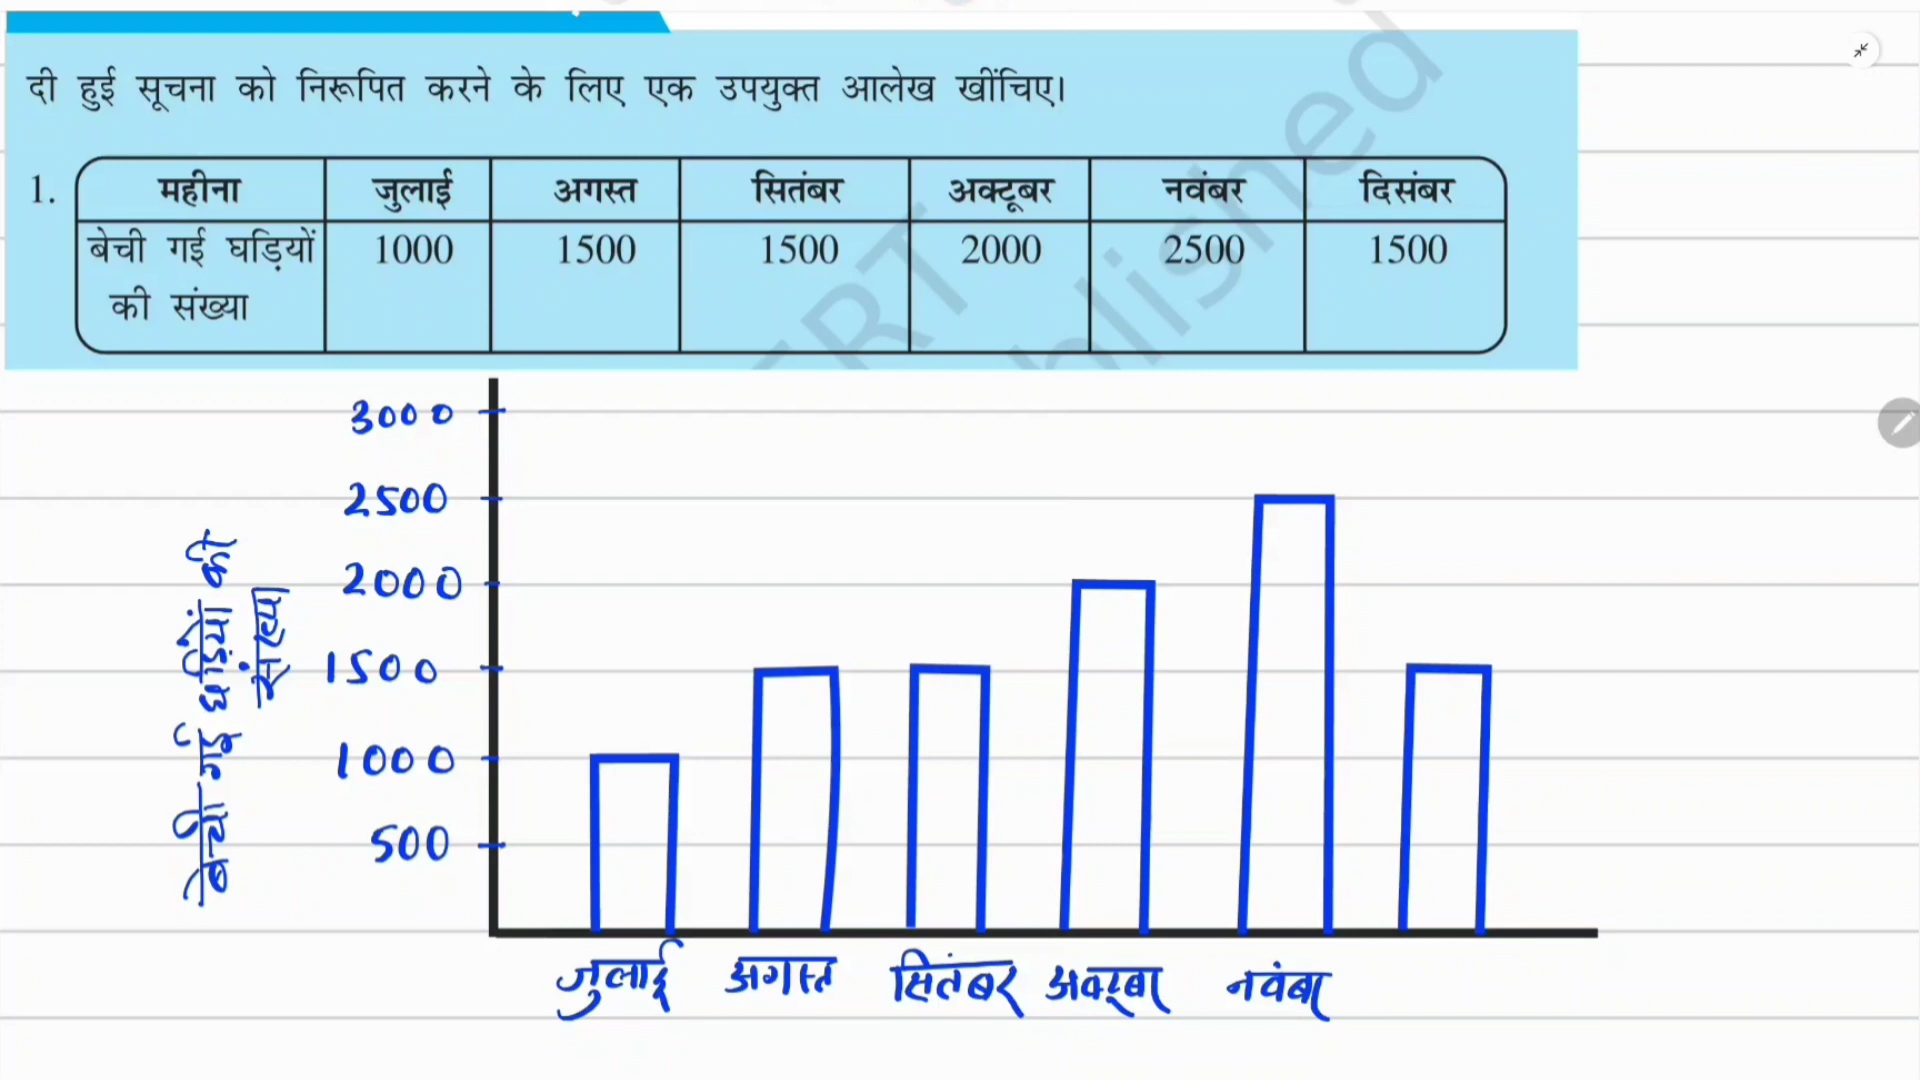 दी हुई सूचना को निरूपित करने के लिए एक उपयुक्त आलेख खींचिए।
1. महीना जुलाई अगस्त सितंबर अक्टूबर नवंबर दिसंबर
बेची गई घड़ियों 1000 1500 1500 2000 2500 1500
की संख्या
3000
2500
2000
1500
1000
500
बेची गई घड़ियों की
संख्या
जुलाई अगस्त सितंबर अक्टूबर नवंबर